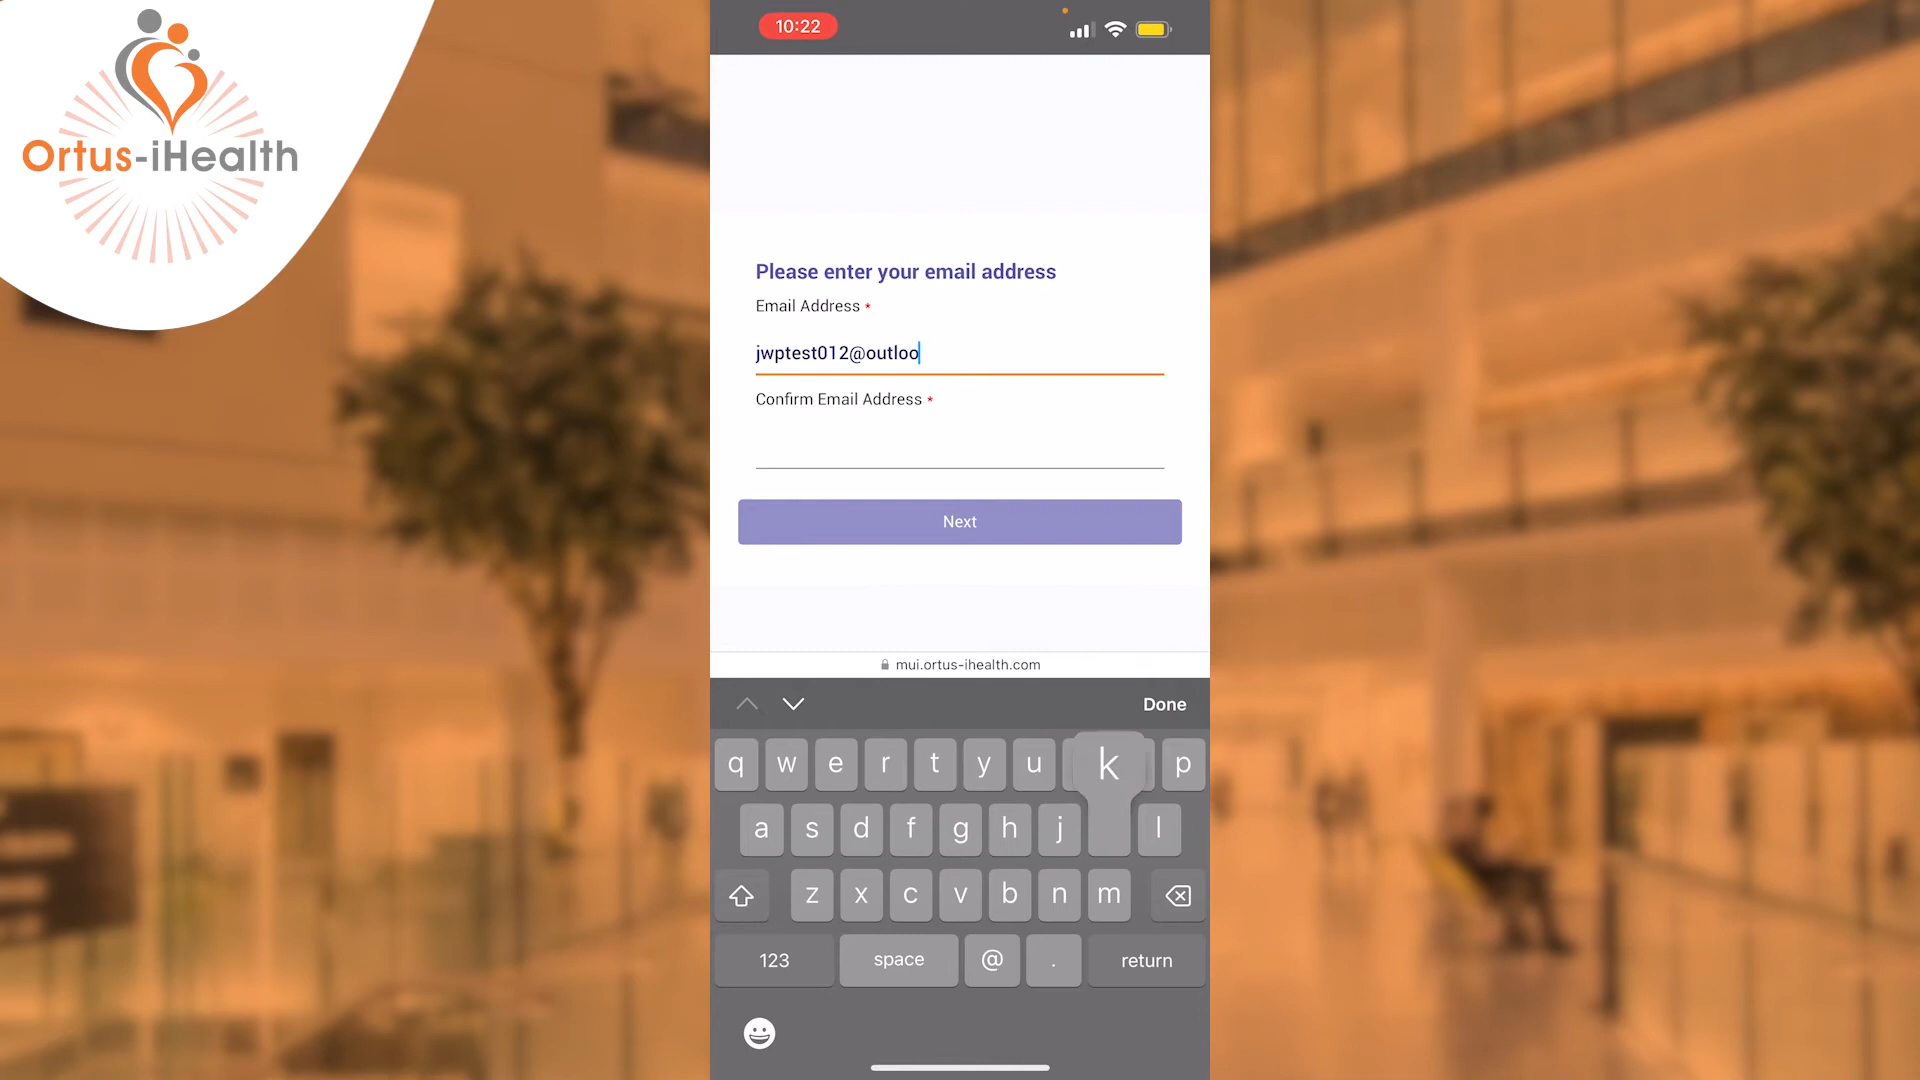 Ortus-iHealth
10:22
Please enter your email address
Email Address *
jwptest012@outloo
Confirm Email Address *
Next
mui.ortus-ihealth.com
Done
q w e r t y u k p
a s d f g h j l
z x c v b n m
123 space @ . return